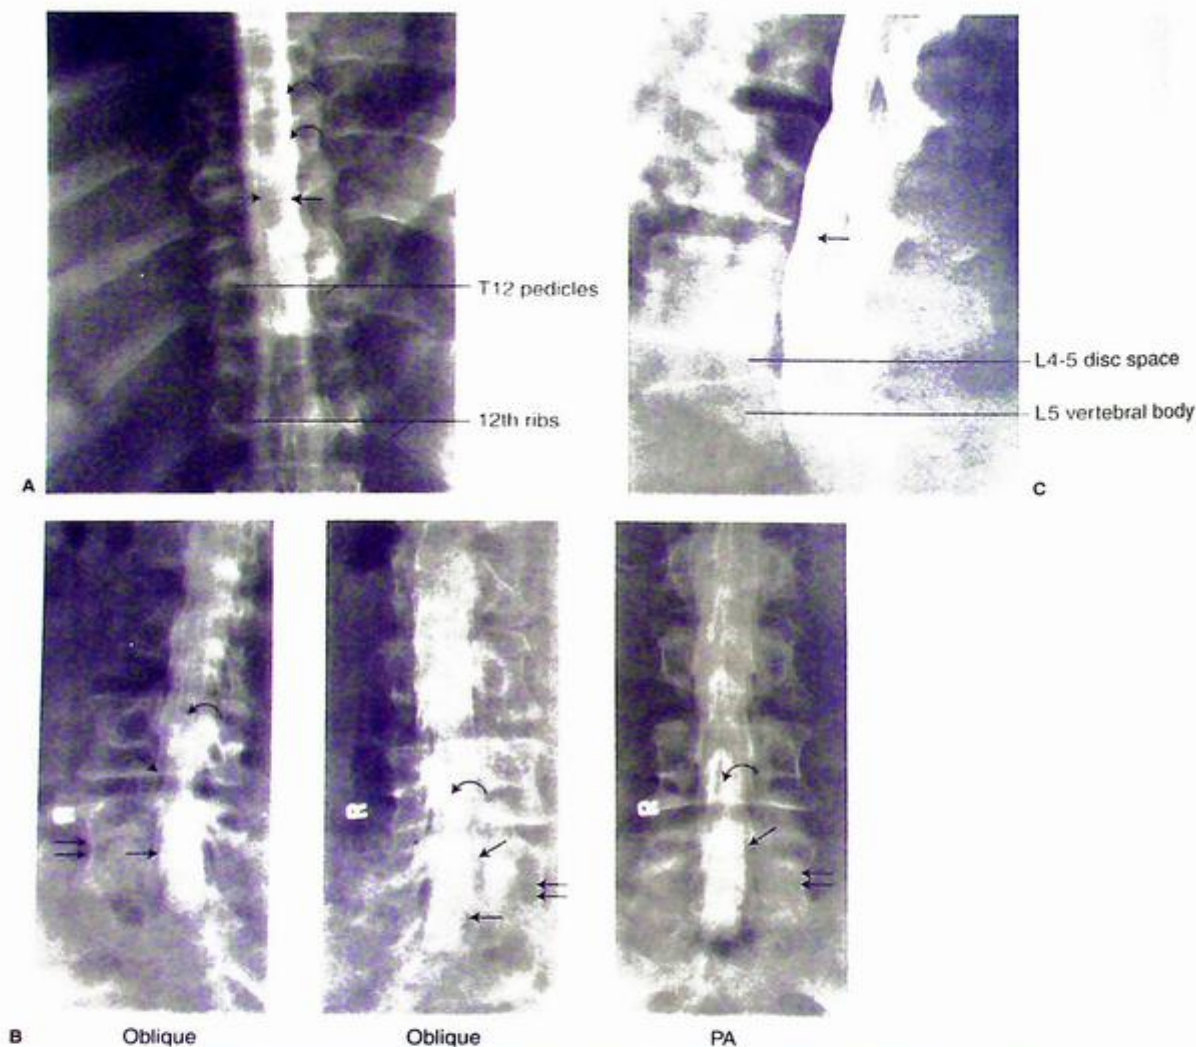 T12 pedicles
12th ribs
A
L4-5 disc space
L5 vertebral body
C
R
R
B
Oblique
Oblique
PA